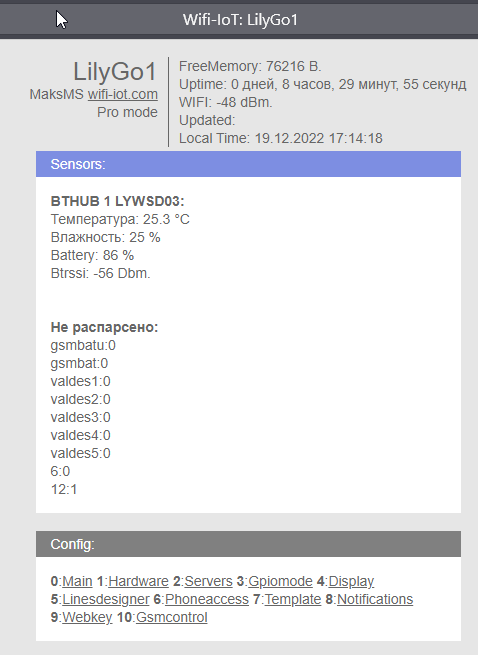 Wifi-IoT: LilyGo1
LilyGo1
MaksMS wifi-iot.com
Pro mode
FreeMemory: 76216 B.
Uptime: 0 дней, 8 часов, 29 минут, 55 секунд
WIFI: -48 dBm.
Updated:
Local Time: 19.12.2022 17:14:18
Sensors:
BTHUB 1 LYWSD03:
Температура: 25.3 °C
Влажность: 25 %
Battery: 86 %
Btrssi: -56 Dbm.
Не распарсено:
gsmbatu:0
gsmbat:0
valdes1:0
valdes2:0
valdes3:0
valdes4:0
valdes5:0
6:0
12:1
Config:
0:Main 1:Hardware 2:Servers 3:Gpiomode 4:Display
5:Linesdesigner 6:Phoneaccess 7:Template 8:Notifications
9:Webkey 10:Gsmcontrol